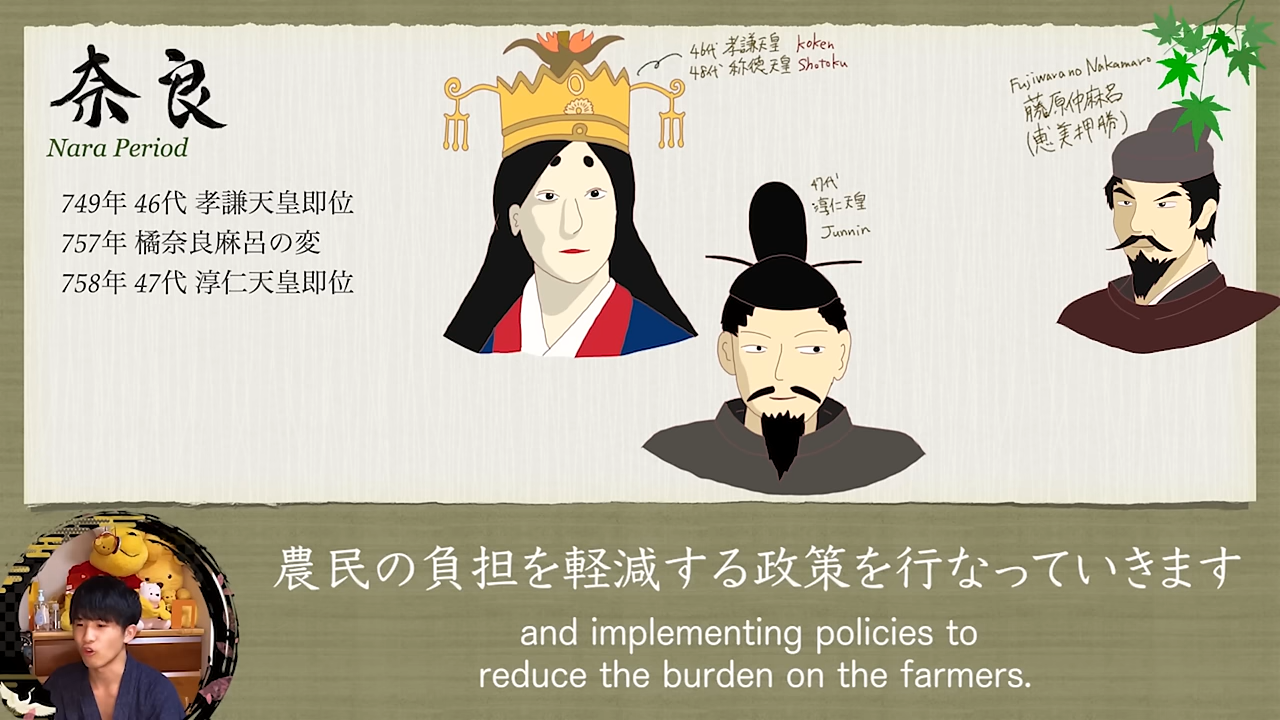 奈良
Nara Period
749年 46代 孝謙天皇即位
757年 橘奈良麻呂の変
758年 47代 淳仁天皇即位
46代 孝謙天皇 Koken
48代 称徳天皇 Shotoku
47代
淳仁天皇
Junnin
Fujiwara no Nakamaro
藤原仲麻呂
(恵美押勝)
農民の負担を軽減する政策を行なっていきます
and implementing policies to
reduce the burden on the farmers.